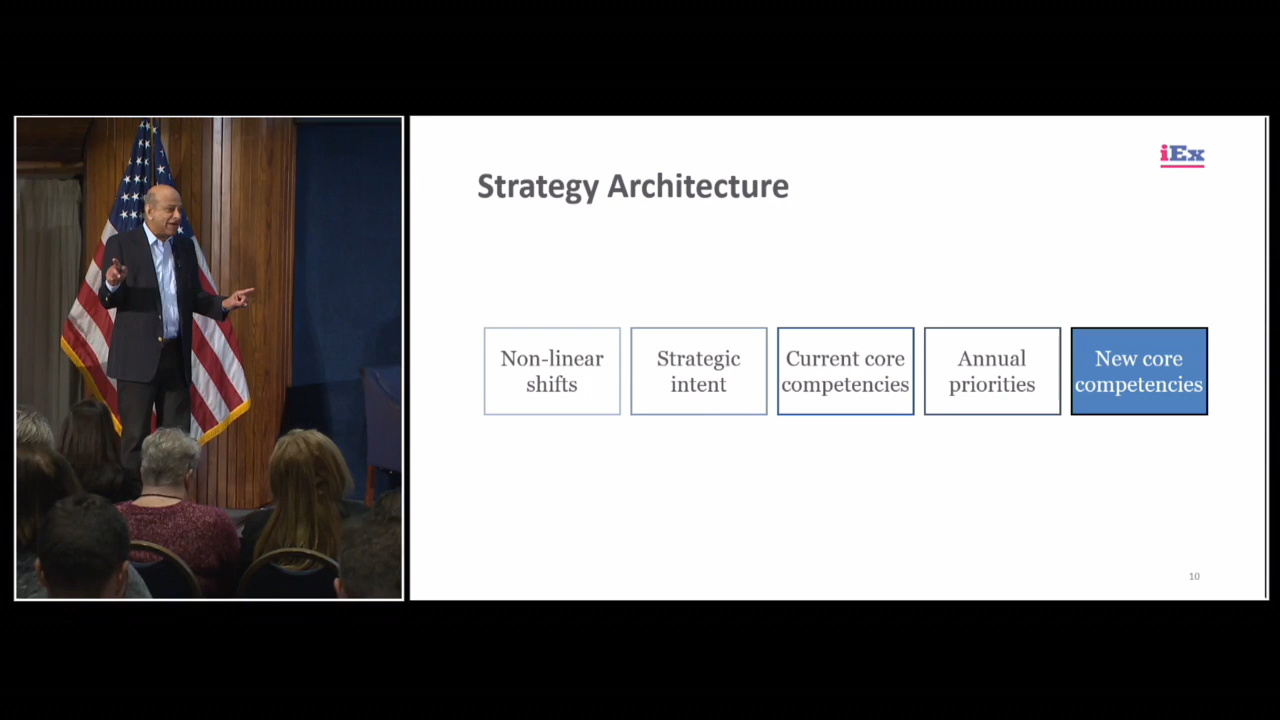 iEx
Strategy Architecture
Non-linear
shifts
Strategic
intent
Current core
competencies
Annual
priorities
New core
competencies
10